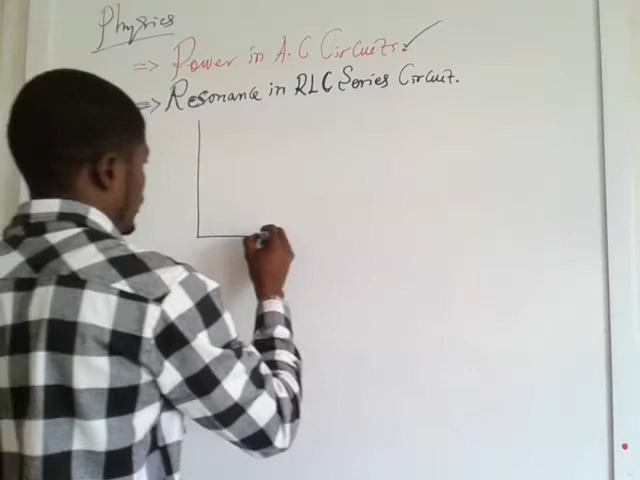 Physics
=> Power in A.C Circuits. ✓
=> Resonance in RLC Series Circuit.